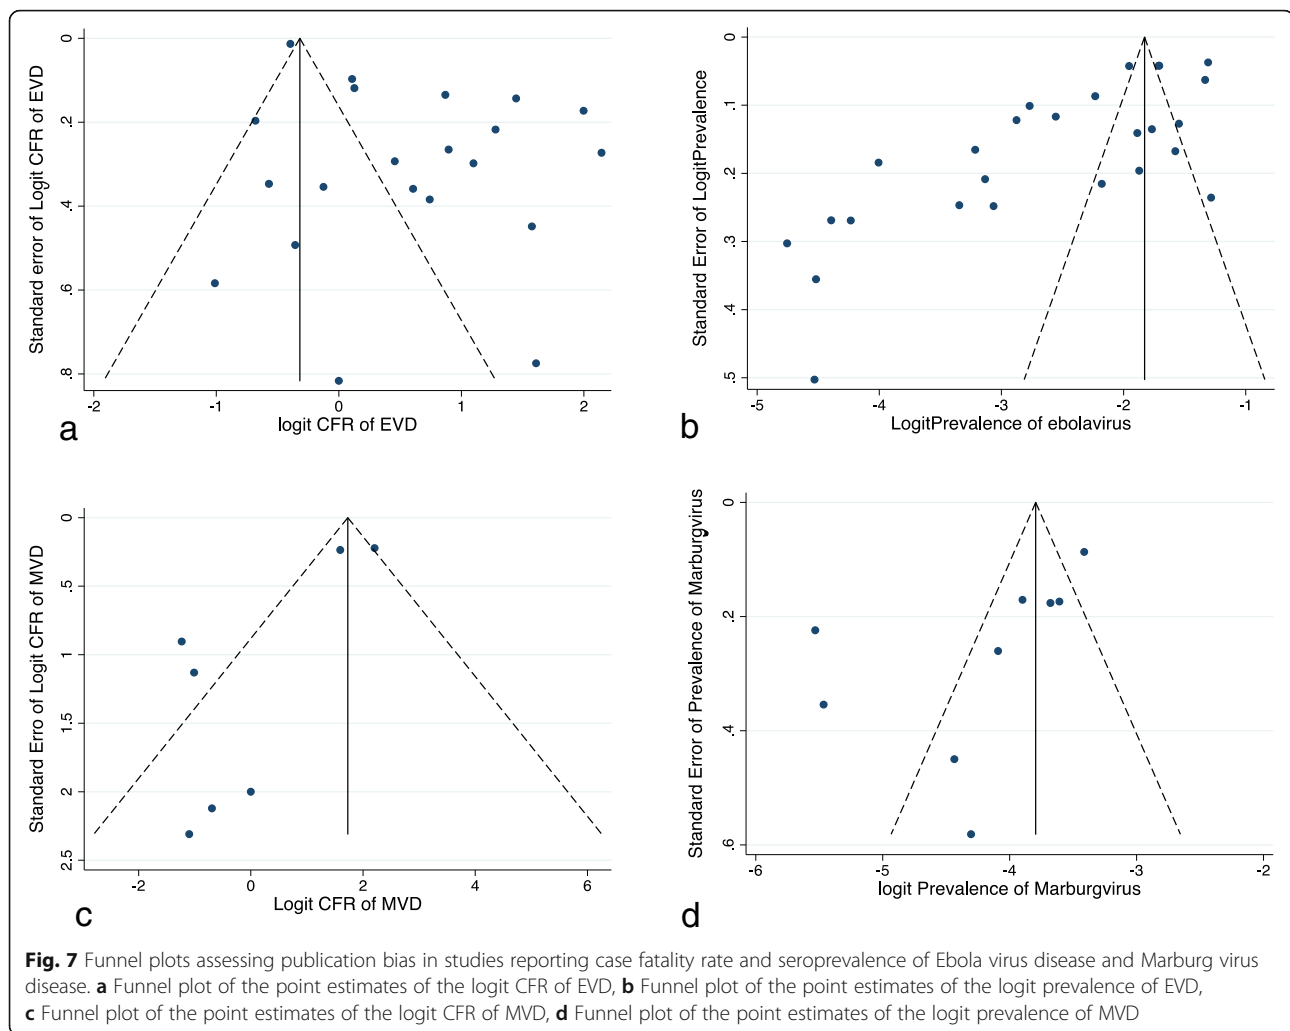 0
.2
.4
.6
.8
Standard error of Logit CFR of EVD
-2 -1 0 1 2
logit CFR of EVD
a
0
.1
.2
.3
.4
.5
Standard Error of LogitPrevalence
-5 -4 -3 -2 -1
LogitPrevalence of ebolavirus
b
0
.5
1
1.5
2
2.5
Standard Erro of Logit CFR of MVD
-2 0 2 4 6
Logit CFR of MVD
c
0
.2
.4
.6
Standard Error of Prevalence of Marburgvirus
-6 -5 -4 -3 -2
logit Prevalence of Marburgvirus
d
Fig. 7 Funnel plots assessing publication bias in studies reporting case fatality rate and seroprevalence of Ebola virus disease and Marburg virus
disease. a Funnel plot of the point estimates of the logit CFR of EVD, b Funnel plot of the point estimates of the logit prevalence of EVD,
c Funnel plot of the point estimates of the logit CFR of MVD, d Funnel plot of the point estimates of the logit prevalence of MVD